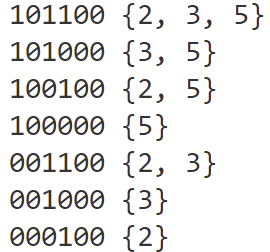 101100 {2, 3, 5}
101000 {3, 5}
100100 {2, 5}
100000 {5}
001100 {2, 3}
001000 {3}
000100 {2}